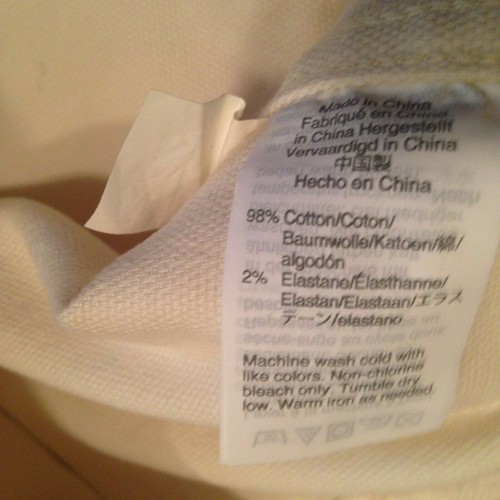 Made in China
Fabriqué en Chine
in China Hergestellt
Vervaardigd in China
中国製
Hecho en China
98% Cotton/Coton/
Baumwolle/Katoen/綿/
algodón
2% Elastane/Élasthanne/
Elastan/Elastaan/エラス
テーン/elastano
Machine wash cold with
like colors. Non-chlorine
bleach only. Tumble dry
low. Warm iron as needed.